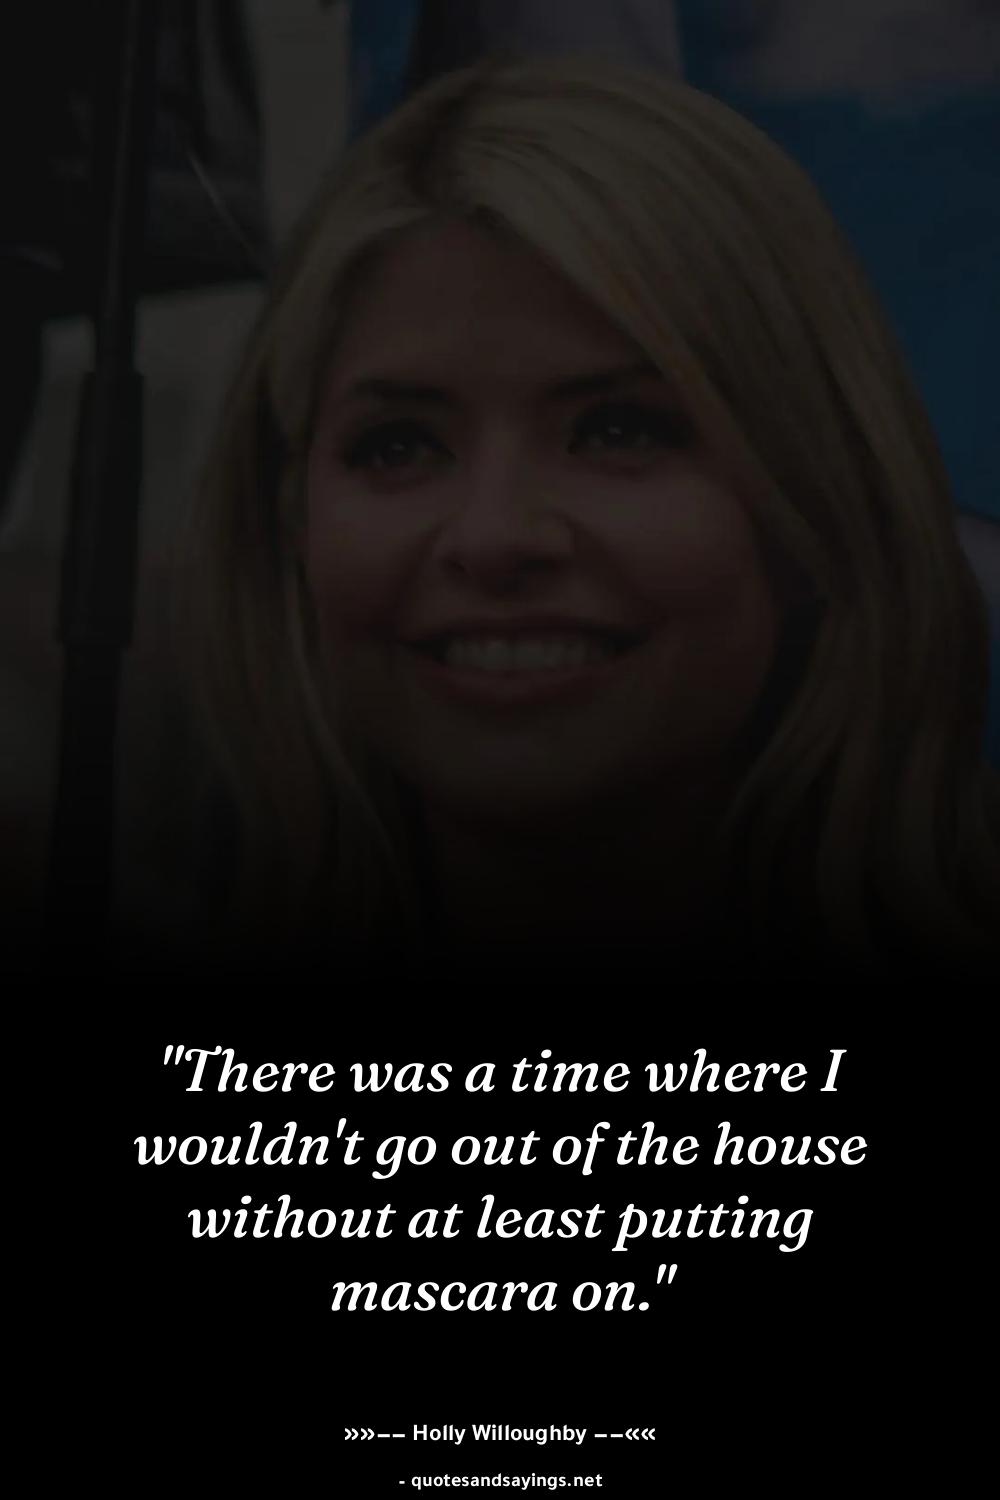 "There was a time where I
wouldn't go out of the house
without at least putting
mascara on."
»»−− Holly Willoughby −−««
- quotesandsayings.net